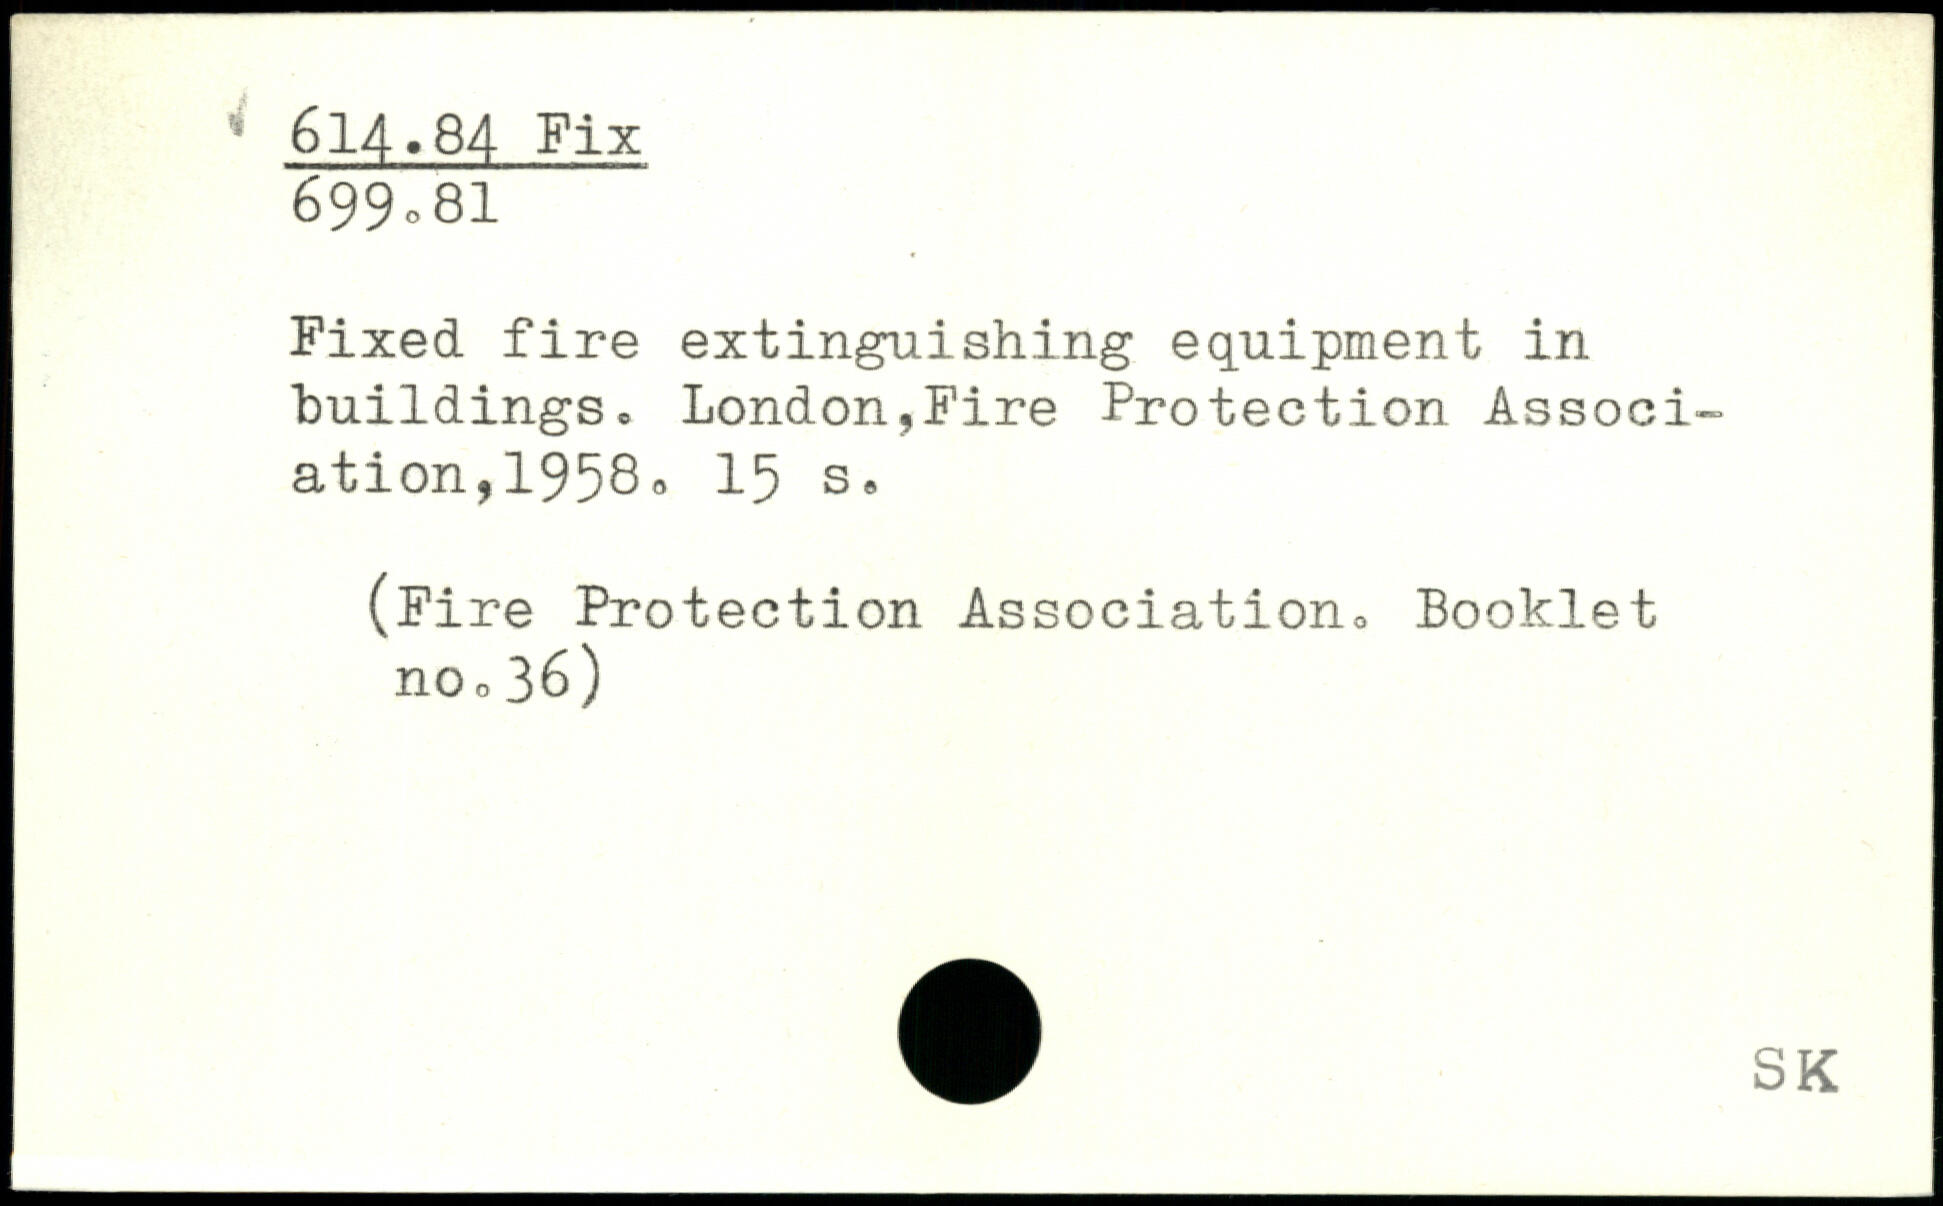 614.84 Fix
699.81
Fixed fire extinguishing equipment in
buildings. London,Fire Protection Associ-
ation,1958. 15 s.
(Fire Protection Association. Booklet
no.36)
SK